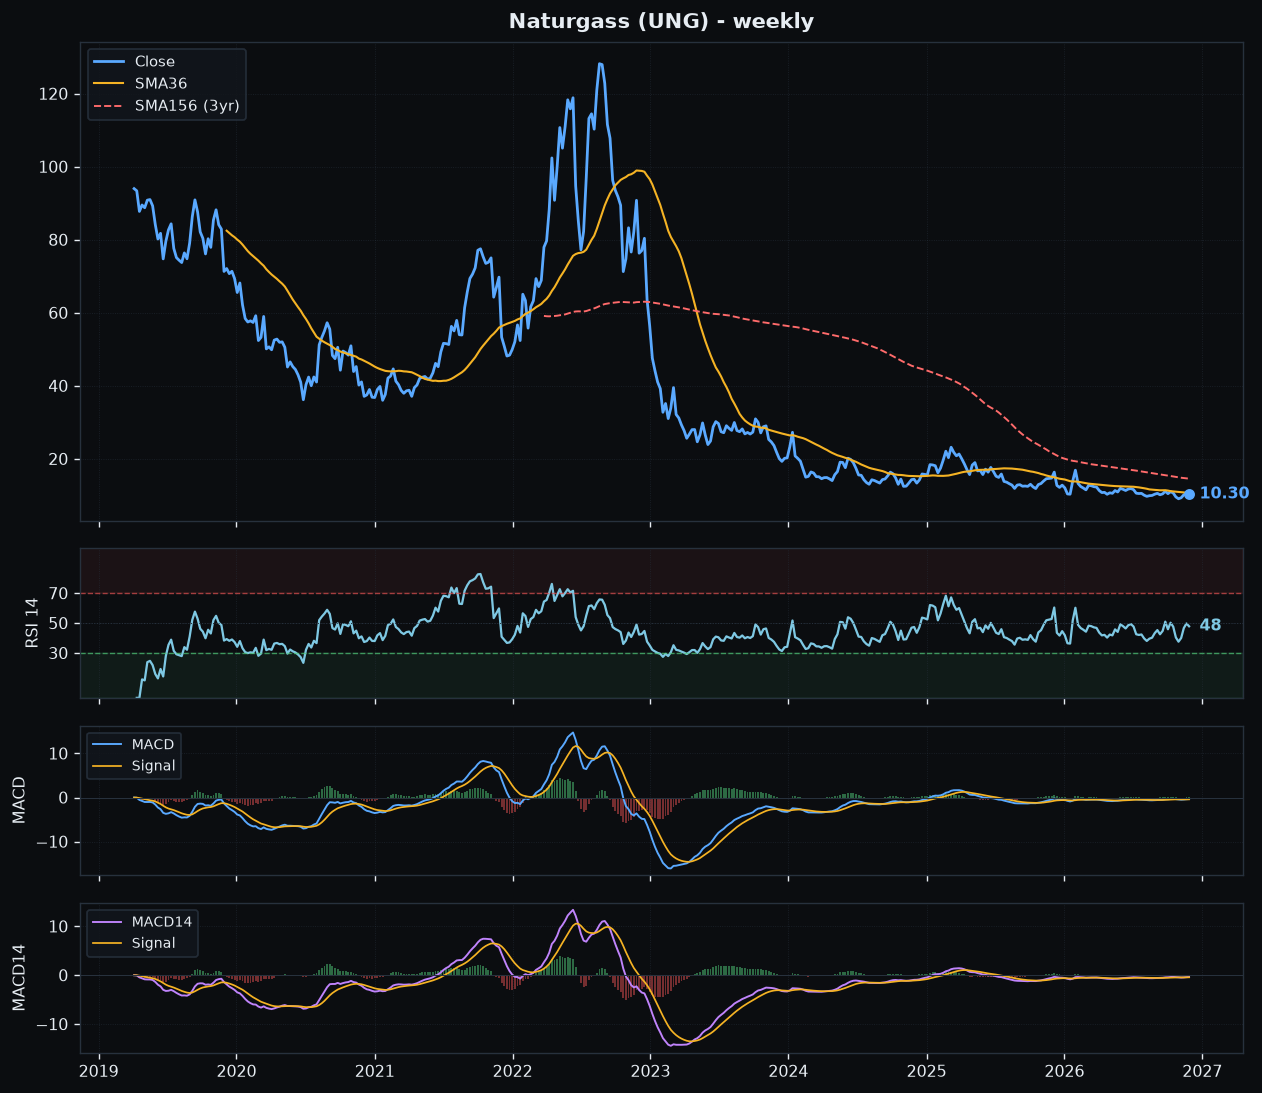 Naturgass (UNG) - weekly
Close
SMA36
SMA156 (3yr)
120
100
80
60
40
20
10.30
RSI 14
70
50
30
48
MACD
MACD
Signal
10
0
−10
MACD14
MACD14
Signal
10
0
−10
2019 2020 2021 2022 2023 2024 2025 2026 2027